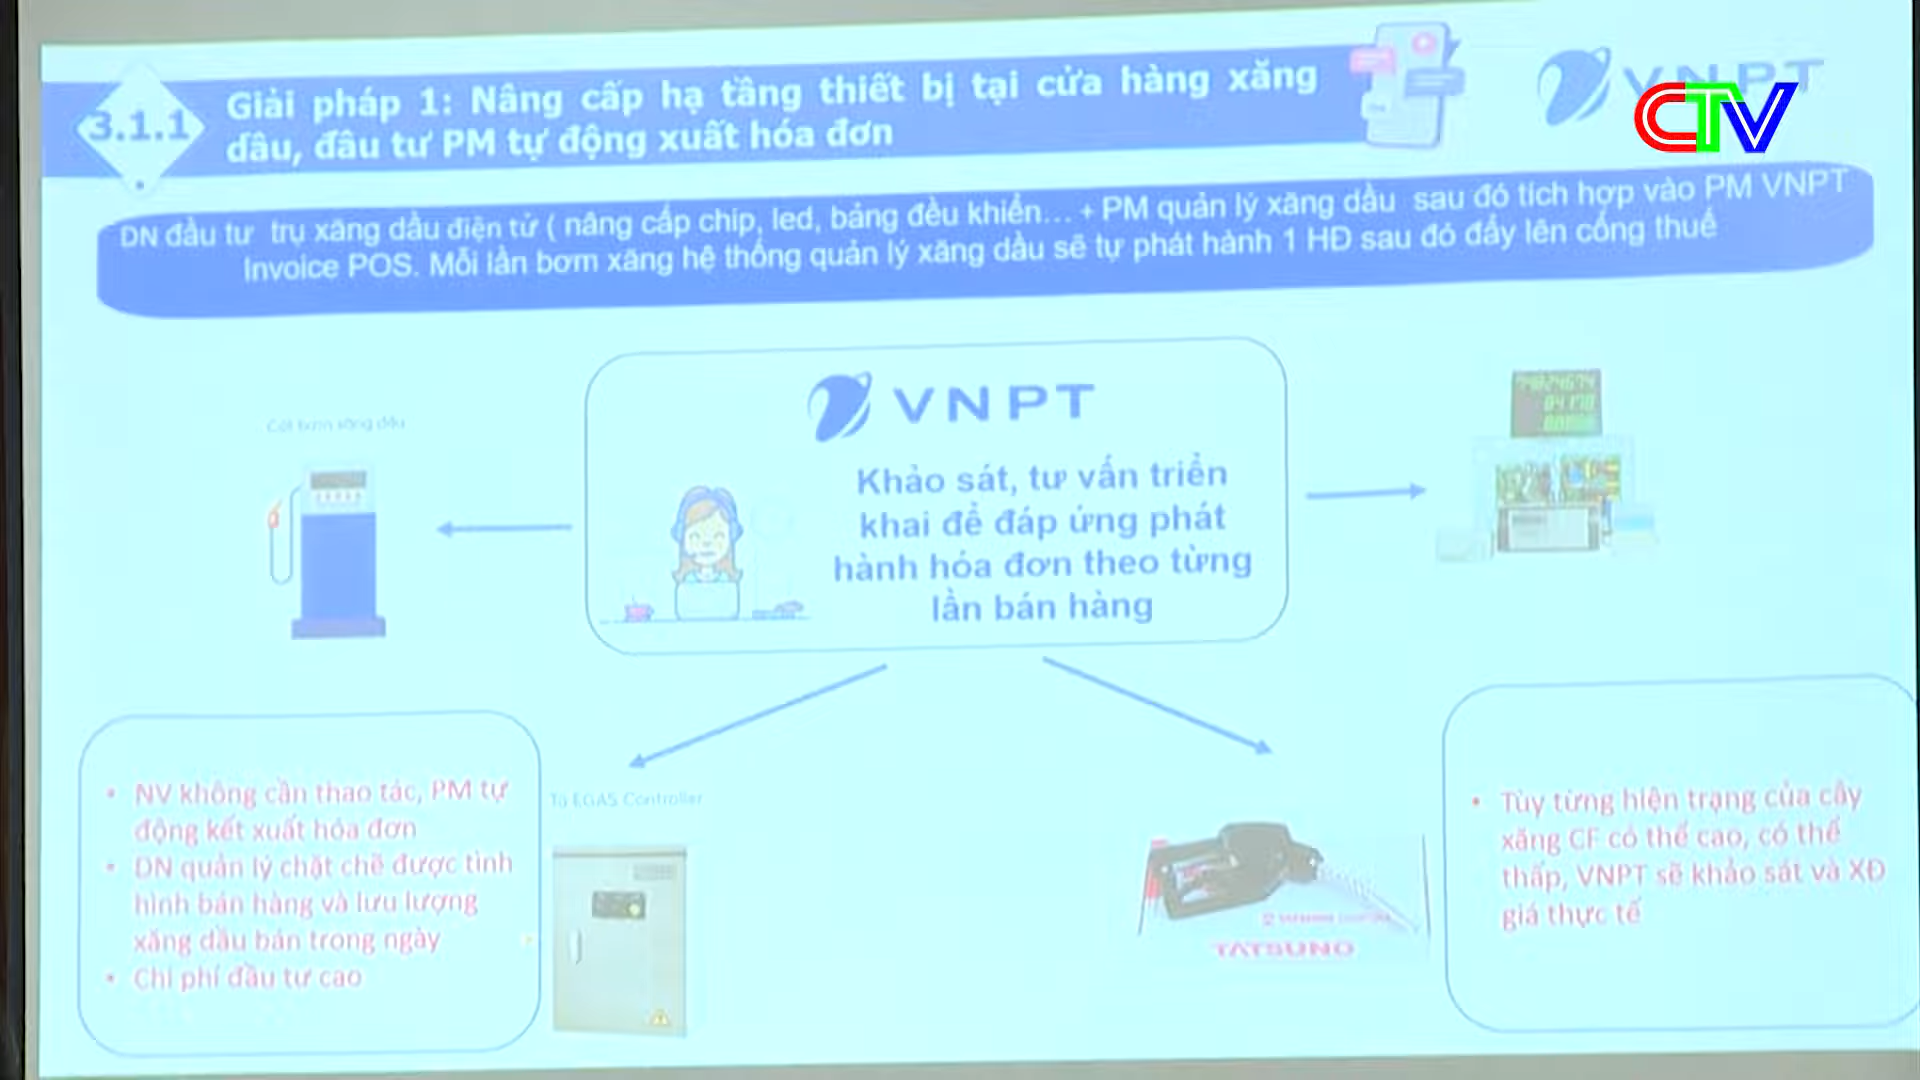 3.1.1
Giải pháp 1: Nâng cấp hạ tầng thiết bị tại cửa hàng xăng
dầu, đầu tư PM tự động xuất hóa đơn
VNPT
CTV
DN đầu tư trụ xăng dầu điện tử ( nâng cấp chip, led, bảng đều khiển... + PM quản lý xăng dầu sau đó tích hợp vào PM VNPT
Invoice POS. Mỗi lần bơm xăng hệ thống quản lý xăng dầu sẽ tự phát hành 1 HĐ sau đó đẩy lên cổng thuế
Cột bơm xăng dầu
VNPT
Khảo sát, tư vấn triển
khai để đáp ứng phát
hành hóa đơn theo từng
lần bán hàng
• NV không cần thao tác, PM tự
động kết xuất hóa đơn
• DN quản lý chặt chẽ được tình
hình bán hàng và lưu lượng
xăng dầu bán trong ngày
• Chi phí đầu tư cao
Tủ EGAS Controller
TATSUNO
• Tùy từng hiện trạng của cây
xăng CF có thể cao, có thể
thấp, VNPT sẽ khảo sát và XĐ
giá thực tế